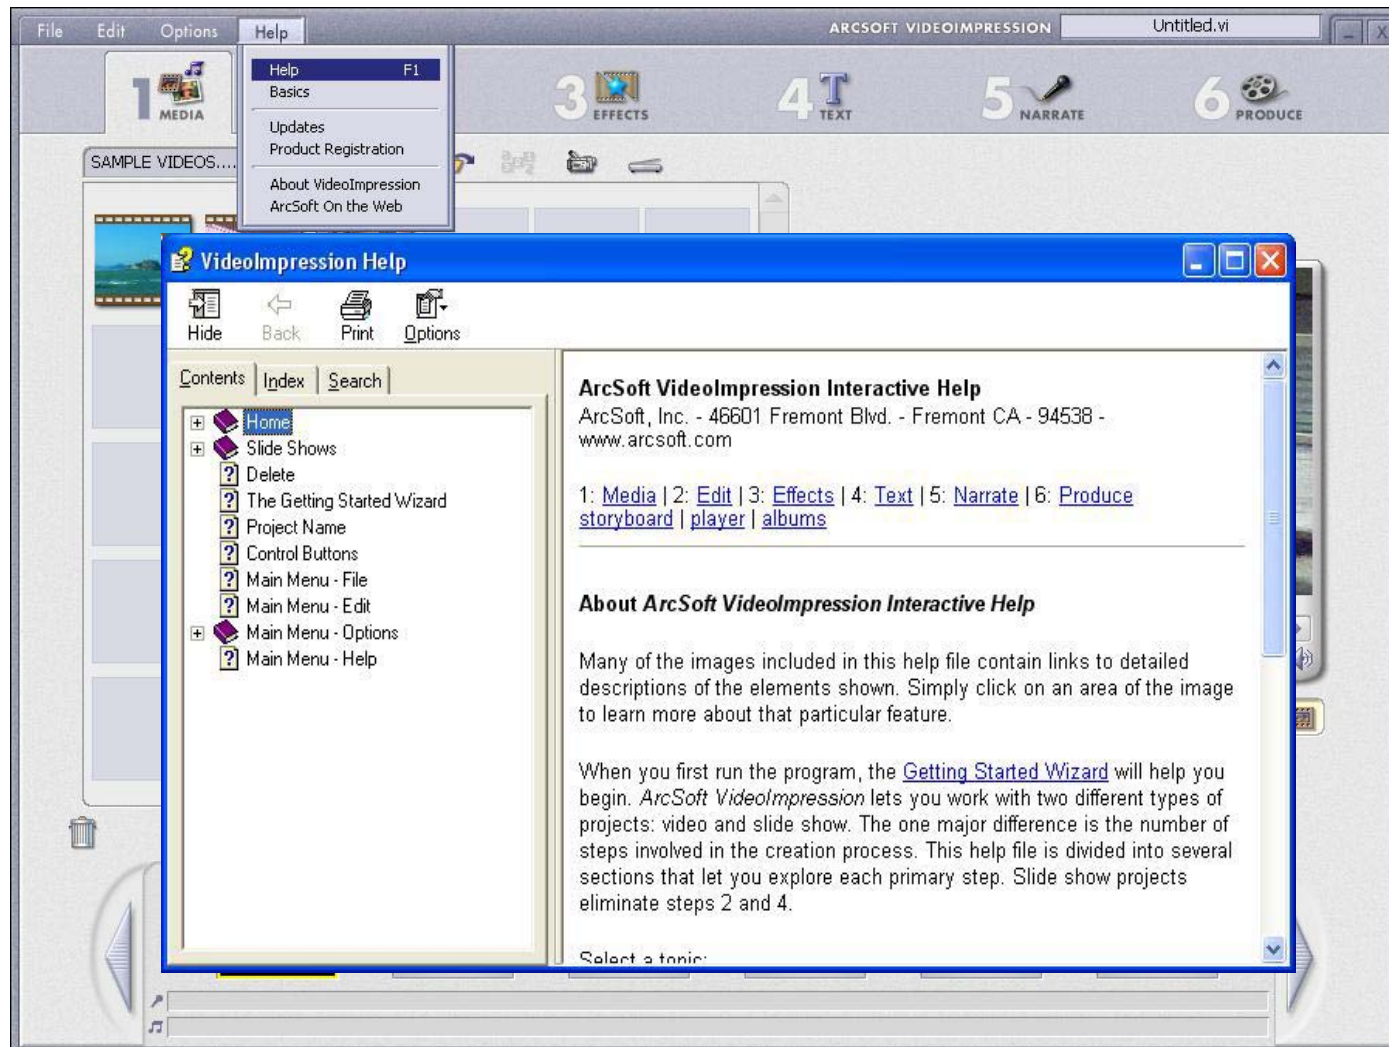 File Edit Options Help ARCSOFT VIDEOIMPRESSION Untitled.vi
Help F1
Basics
Updates
Product Registration
About VideoImpression
ArcSoft On the Web
1 MEDIA
3 EFFECTS
4 TEXT
5 NARRATE
6 PRODUCE
SAMPLE VIDEOS....
VideoImpression Help
Hide Back Print Options
Contents Index Search
Home
Slide Shows
Delete
The Getting Started Wizard
Project Name
Control Buttons
Main Menu - File
Main Menu - Edit
Main Menu - Options
Main Menu - Help
ArcSoft VideoImpression Interactive Help
ArcSoft, Inc. - 46601 Fremont Blvd. - Fremont CA - 94538 -
www.arcsoft.com
1: Media | 2: Edit | 3: Effects | 4: Text | 5: Narrate | 6: Produce
storyboard | player | albums
About ArcSoft VideoImpression Interactive Help
Many of the images included in this help file contain links to detailed
descriptions of the elements shown. Simply click on an area of the image
to learn more about that particular feature.
When you first run the program, the Getting Started Wizard will help you
begin. ArcSoft VideoImpression lets you work with two different types of
projects: video and slide show. The one major difference is the number of
steps involved in the creation process. This help file is divided into several
sections that let you explore each primary step. Slide show projects
eliminate steps 2 and 4.
Select a topic: